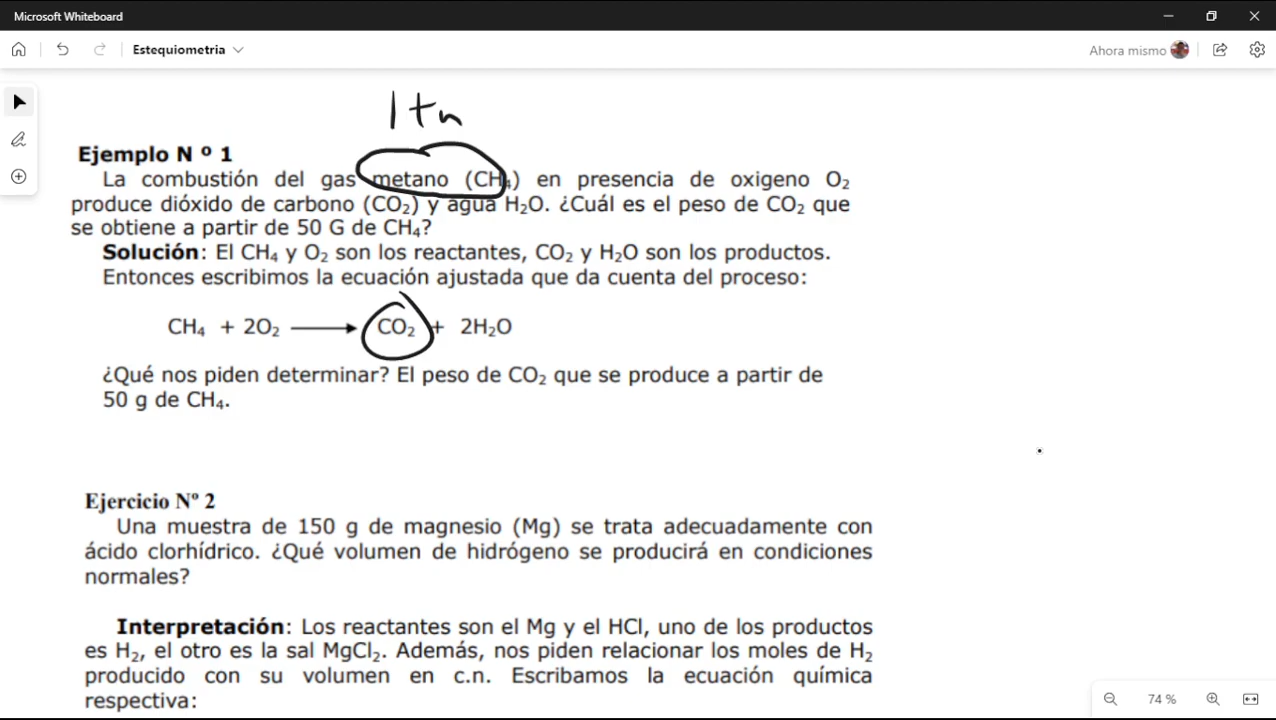 Microsoft Whiteboard
Estequiometria
Ahora mismo
1 tn
Ejemplo N º 1
La combustión del gas metano (CH₄) en presencia de oxigeno O₂
produce dióxido de carbono (CO₂) y agua H₂O. ¿Cuál es el peso de CO₂ que
se obtiene a partir de 50 G de CH₄?
Solución: El CH₄ y O₂ son los reactantes, CO₂ y H₂O son los productos.
Entonces escribimos la ecuación ajustada que da cuenta del proceso:
CH₄ + 2O₂ ⟶ CO₂ + 2H₂O
¿Qué nos piden determinar? El peso de CO₂ que se produce a partir de
50 g de CH₄.
Ejercicio Nº 2
Una muestra de 150 g de magnesio (Mg) se trata adecuadamente con
ácido clorhídrico. ¿Qué volumen de hidrógeno se producirá en condiciones
normales?
Interpretación: Los reactantes son el Mg y el HCl, uno de los productos
es H₂, el otro es la sal MgCl₂. Además, nos piden relacionar los moles de H₂
producido con su volumen en c.n. Escribamos la ecuación química
respectiva:
74 %